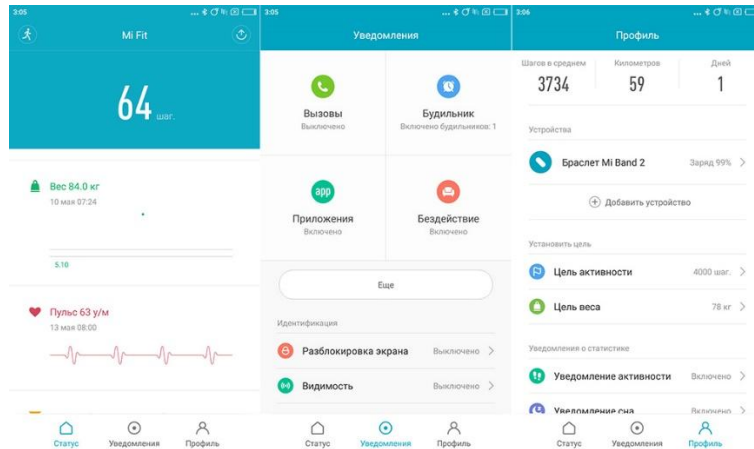 3:05
Mi Fit
64 шаг.
Вес 84.0 кг
10 мая 07:24
5.10
Пульс 63 у/м
13 мая 08:00
Статус
Уведомления
Профиль
3:05
Уведомления
Вызовы
Выключено
Будильник
Включено будильников: 1
app
Приложения
Включено
Бездействие
Включено
Еще
Идентификация
Разблокировка экрана
Выключено
Видимость
Выключено
Статус
Уведомления
Профиль
3:06
Профиль
Шагов в среднем
3734
Километров
59
Дней
1
Устройства
Браслет Mi Band 2
Заряд 99%
Добавить устройство
Установить цель
Цель активности
4000 шаг.
Цель веса
78 кг
Уведомления о статистике
Уведомление активности
Включено
Уведомление сна
Включено
Статус
Уведомления
Профиль